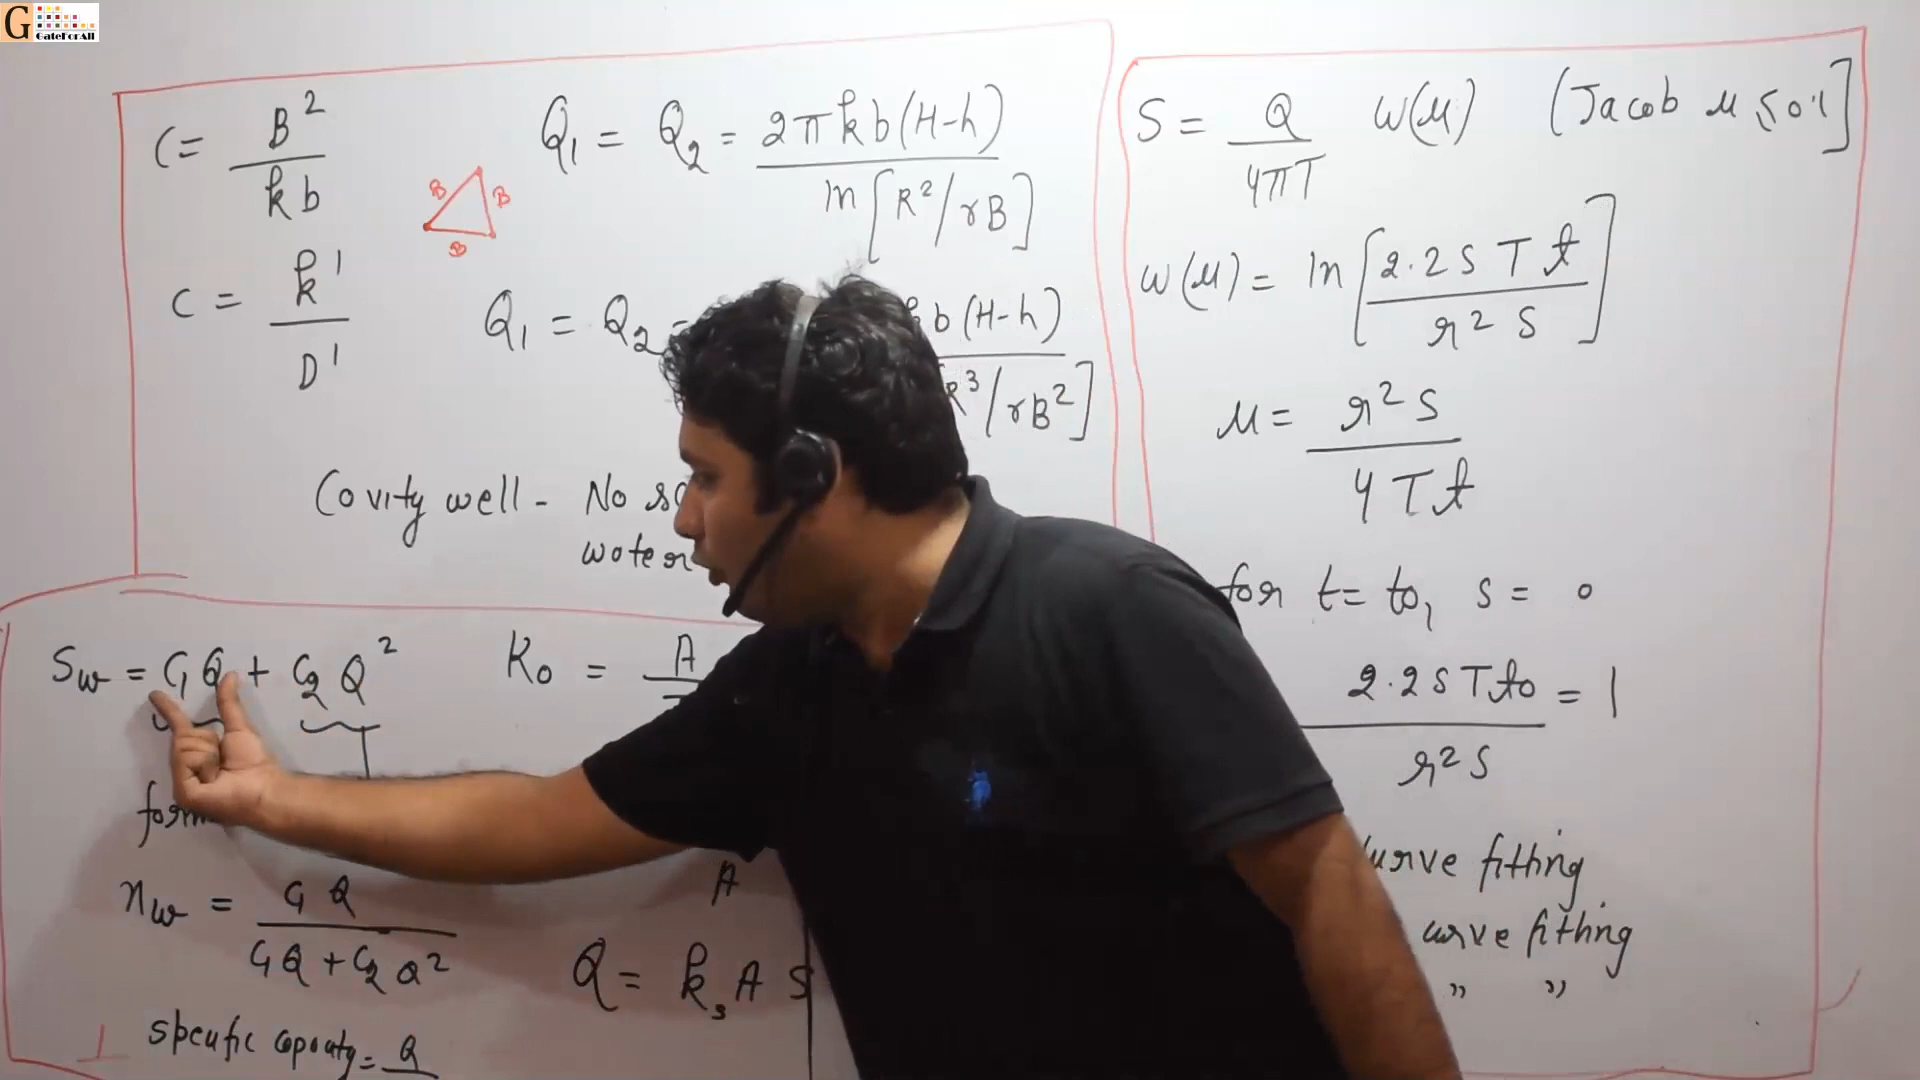 G GateForAll
C = B² / kb
Q₁ = Q₂ = 2πkb(H-h) / ln[R²/rB]
B B
B
C = k' / D'
Q₁ = Q₂ =
b(H-h)
R³/rB²]
Cavity well - No
water
Sw = C₁Q + C₂Q²
K₀ = A
form
ηw = C₁Q / C₁Q + C₂Q²
A
Q = ksAS
specific capacity = Q
S = Q / 4πT W(μ) (Jacob μ ≤ 0.1]
W(μ) = ln[2.25Tt / r²S]
μ = r²S / 4Tt
for t = t₀, s = 0
2.25Tt₀ / r²S = 1
curve fitting
curve fitting
" "